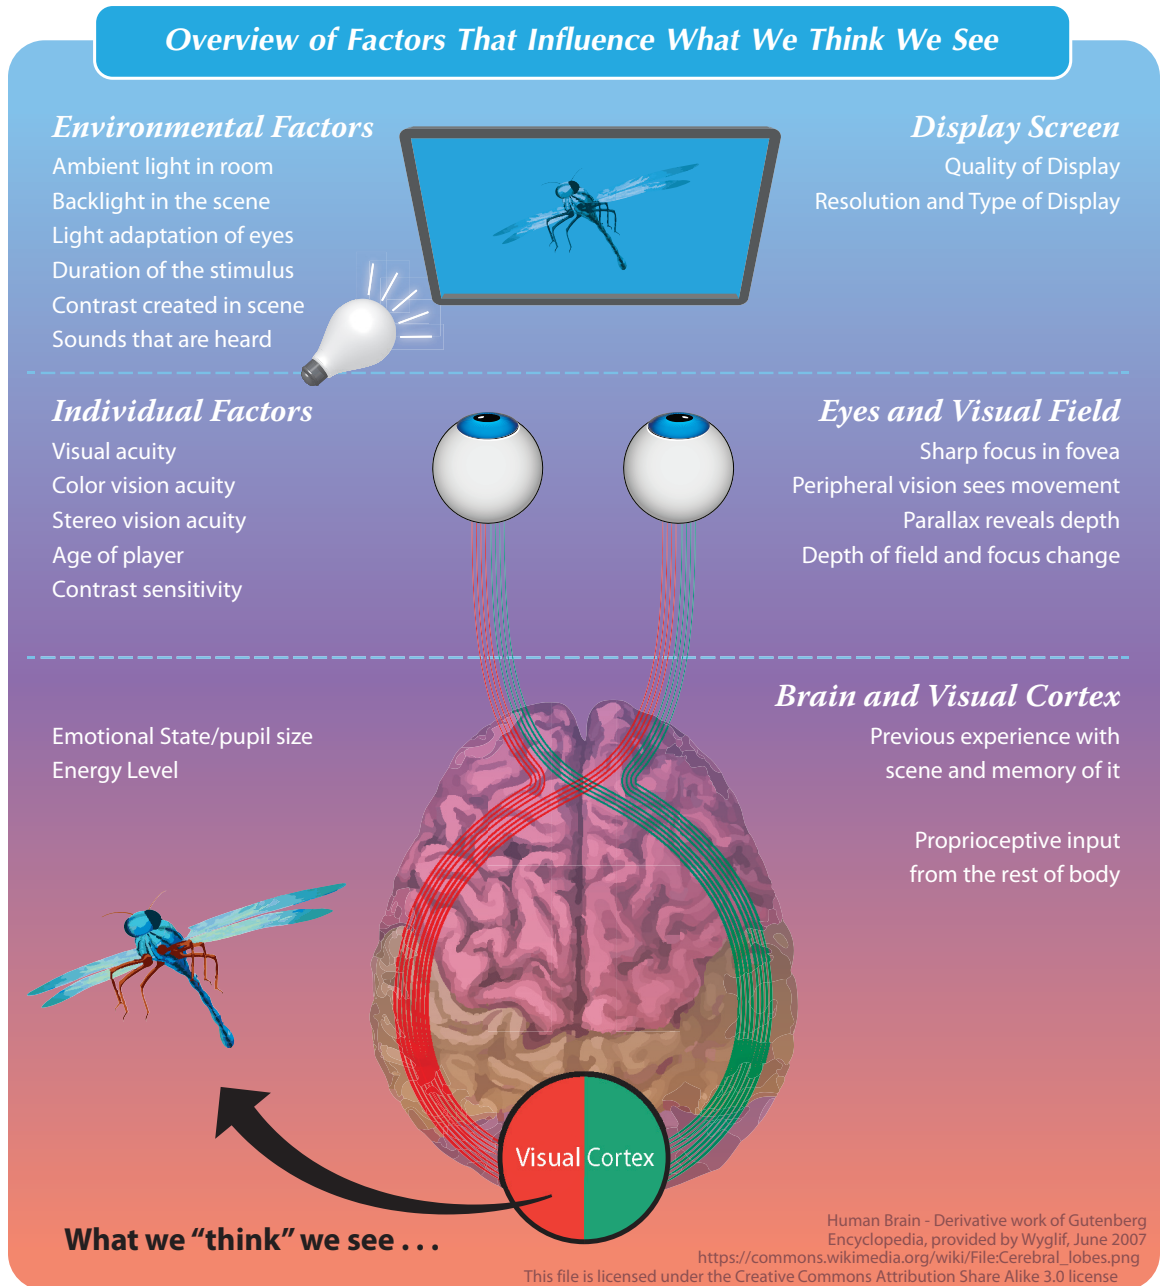 Overview of Factors That Influence What We Think We See
Environmental Factors
Ambient light in room
Backlight in the scene
Light adaptation of eyes
Duration of the stimulus
Contrast created in scene
Sounds that are heard
Display Screen
Quality of Display
Resolution and Type of Display
Individual Factors
Visual acuity
Color vision acuity
Stereo vision acuity
Age of player
Contrast sensitivity
Eyes and Visual Field
Sharp focus in fovea
Peripheral vision sees movement
Parallax reveals depth
Depth of field and focus change
Emotional State/pupil size
Energy Level
Brain and Visual Cortex
Previous experience with
scene and memory of it
Proprioceptive input
from the rest of body
Visual Cortex
What we “think” we see . . .
Human Brain - Derivative work of Gutenberg
Encyclopedia, provided by Wyglif, June 2007
https://commons.wikimedia.org/wiki/File:Cerebral_lobes.png
This file is licensed under the Creative Commons Attribution Share Alike 3.0 license